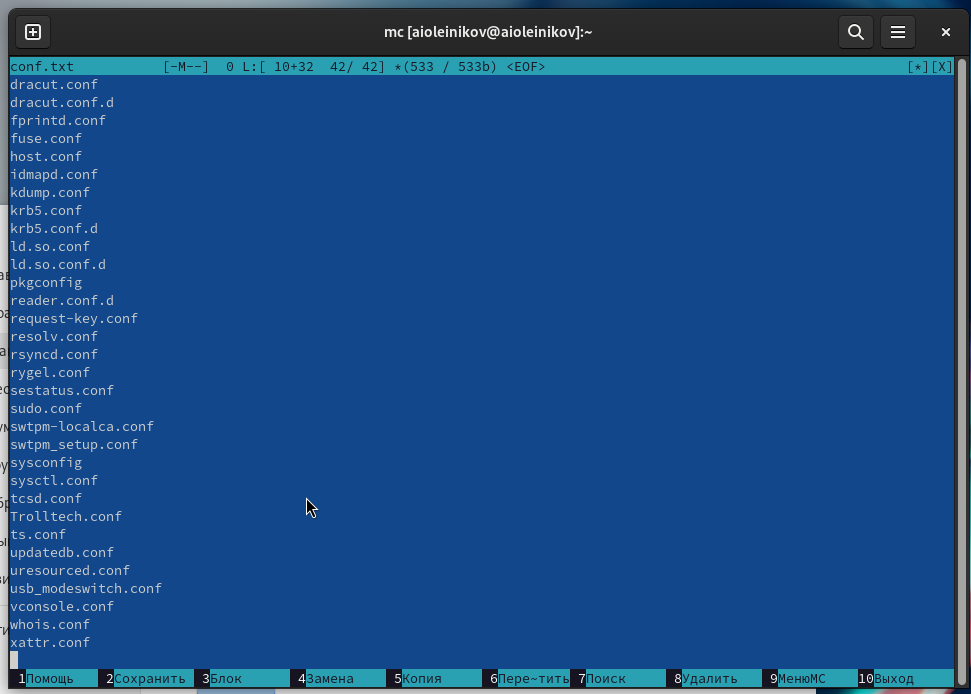 mc [aioleinikov@aioleinikov]:~
conf.txt [-M--] 0 L:[ 10+32 42/ 42] *(533 / 533b) <EOF> [*][X]
dracut.conf
dracut.conf.d
fprintd.conf
fuse.conf
host.conf
idmapd.conf
kdump.conf
krb5.conf
krb5.conf.d
ld.so.conf
ld.so.conf.d
pkgconfig
reader.conf.d
request-key.conf
resolv.conf
rsyncd.conf
rygel.conf
sestatus.conf
sudo.conf
swtpm-localca.conf
swtpm_setup.conf
sysconfig
sysctl.conf
tcsd.conf
Trolltech.conf
ts.conf
updatedb.conf
uresourced.conf
usb_modeswitch.conf
vconsole.conf
whois.conf
xattr.conf
1Помощь 2Сохранить 3Блок 4Замена 5Копия 6Пере~тить 7Поиск 8Удалить 9МенюMC 10Выход